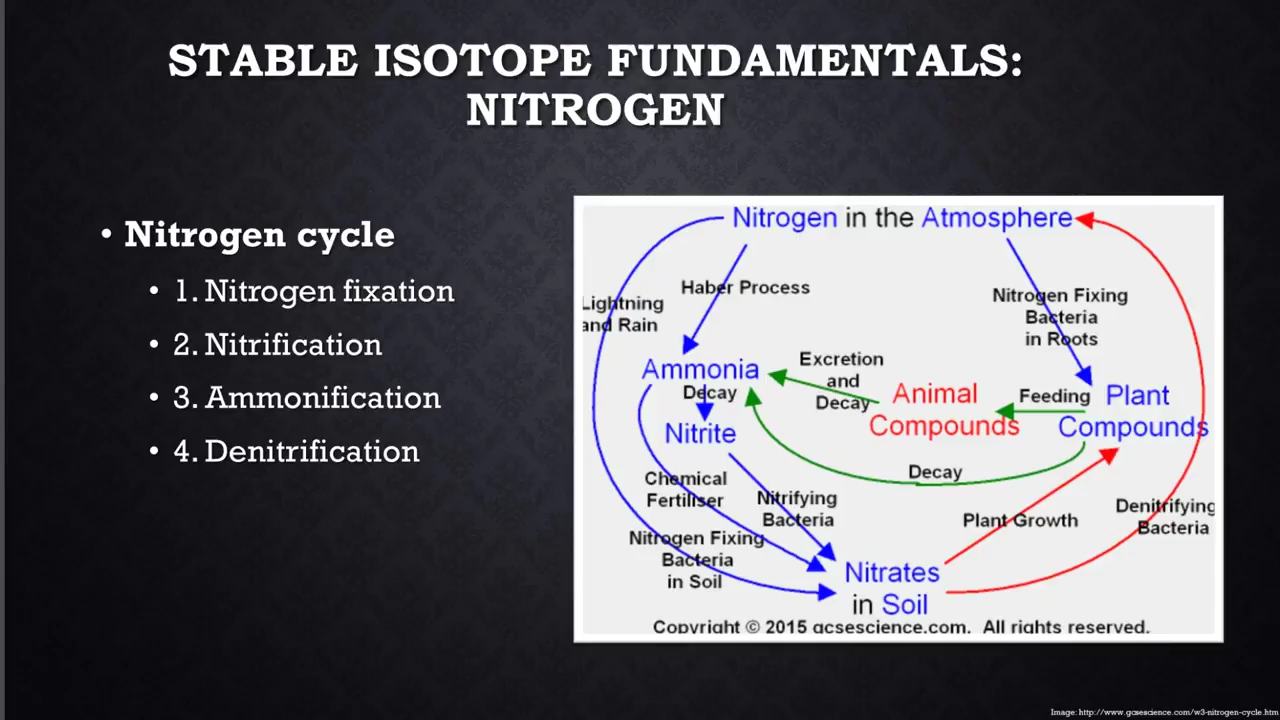 STABLE ISOTOPE FUNDAMENTALS:
NITROGEN
• Nitrogen cycle
• 1. Nitrogen fixation
• 2. Nitrification
• 3. Ammonification
• 4. Denitrification
Nitrogen in the Atmosphere
Haber Process
Lightning
and Rain
Nitrogen Fixing
Bacteria
in Roots
Ammonia
Decay
Excretion
and
Decay
Animal
Compounds
Feeding
Plant
Compounds
Nitrite
Decay
Chemical
Fertiliser
Nitrifying
Bacteria
Plant Growth
Denitrifying
Bacteria
Nitrogen Fixing
Bacteria
in Soil
Nitrates
in Soil
Copyright © 2015 gcsescience.com. All rights reserved.
Image: http://www.gcsescience.com/w3-nitrogen-cycle.htm